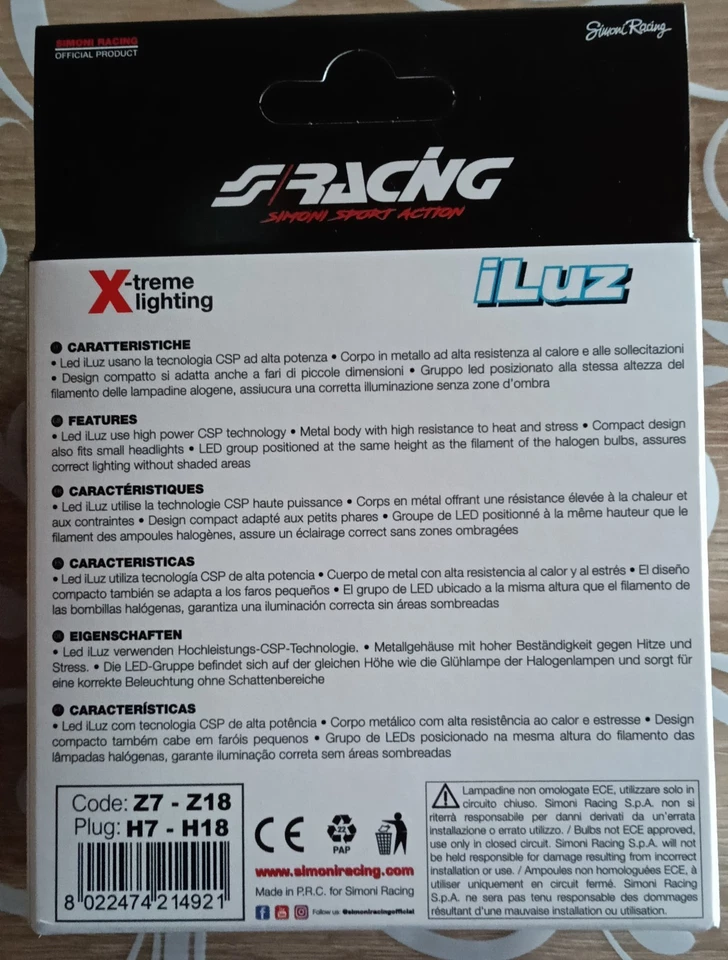 SIMONI RACING
OFFICIAL PRODUCT
Simoni Racing
S/RACING
SIMONI SPORT ACTION
X-treme
lighting
iLuz
CARATTERISTICHE
• Led iLuz usano la tecnologia CSP ad alta potenza • Corpo in metallo ad alta resistenza al calore e alle sollecitazioni
• Design compatto si adatta anche a fari di piccole dimensioni • Gruppo led posizionato alla stessa altezza del
filamento delle lampadine alogene, assiucura una corretta illuminazione senza zone d'ombra
FEATURES
• Led iLuz use high power CSP technology • Metal body with high resistance to heat and stress • Compact design
also fits small headlights • LED group positioned at the same height as the filament of the halogen bulbs, assures
correct lighting without shaded areas
CARACTÉRISTIQUES
• Led iLuz utilise la technologie CSP haute puissance • Corps en métal offrant une résistance élevée à la chaleur et
aux contraintes • Design compact adapté aux petits phares • Groupe de LED positionné à la même hauteur que le
filament des ampoules halogènes, assure un éclairage correct sans zones ombragées
CARACTERISTICAS
• Led iLuz utiliza tecnología CSP de alta potencia • Cuerpo de metal con alta resistencia al calor y al estrés • El diseño
compacto también se adapta a los faros pequeños • El grupo de LED ubicado a la misma altura que el filamento de
las bombillas halógenas, garantiza una iluminación correcta sin áreas sombreadas
EIGENSCHAFTEN
• Led iLuz verwenden Hochleistungs-CSP-Technologie. • Metallgehäuse mit hoher Beständigkeit gegen Hitze und
Stress. • Die LED-Gruppe befindet sich auf der gleichen Höhe wie die Glühlampe der Halogenlampen und sorgt für
eine korrekte Beleuchtung ohne Schattenbereiche
CARACTERÍSTICAS
• Led iLuz com tecnologia CSP de alta potência • Corpo metálico com alta resistência ao calor e estresse • Design
compacto também cabe em faróis pequenos • Grupo de LEDs posicionado na mesma altura do filamento das
lâmpadas halógenas, garante iluminação correta sem áreas sombreadas
Code: Z7 - Z18
Plug: H7 - H18
8 022474 214921
CE
22
PAP
www.simoniracing.com
Made in P.R.C. for Simoni Racing
Follow us @simoniracingofficial
Lampadine non omologate ECE, utilizzare solo in
circuito chiuso. Simoni Racing S.p.A. non si
riterrà responsabile per danni derivati da un'errata
installazione o errato utilizzo. / Bulbs not ECE approved,
use only in closed circuit. Simoni Racing S.p.A. will not
be held responsible for damage resulting from incorrect
installation or use. / Ampoules non homologuées ECE, à
utiliser uniquement en circuit fermé. Simoni Racing
S.p.A. ne sera pas tenu responsable des dommages
résultant d'une mauvaise installation ou utilisation.